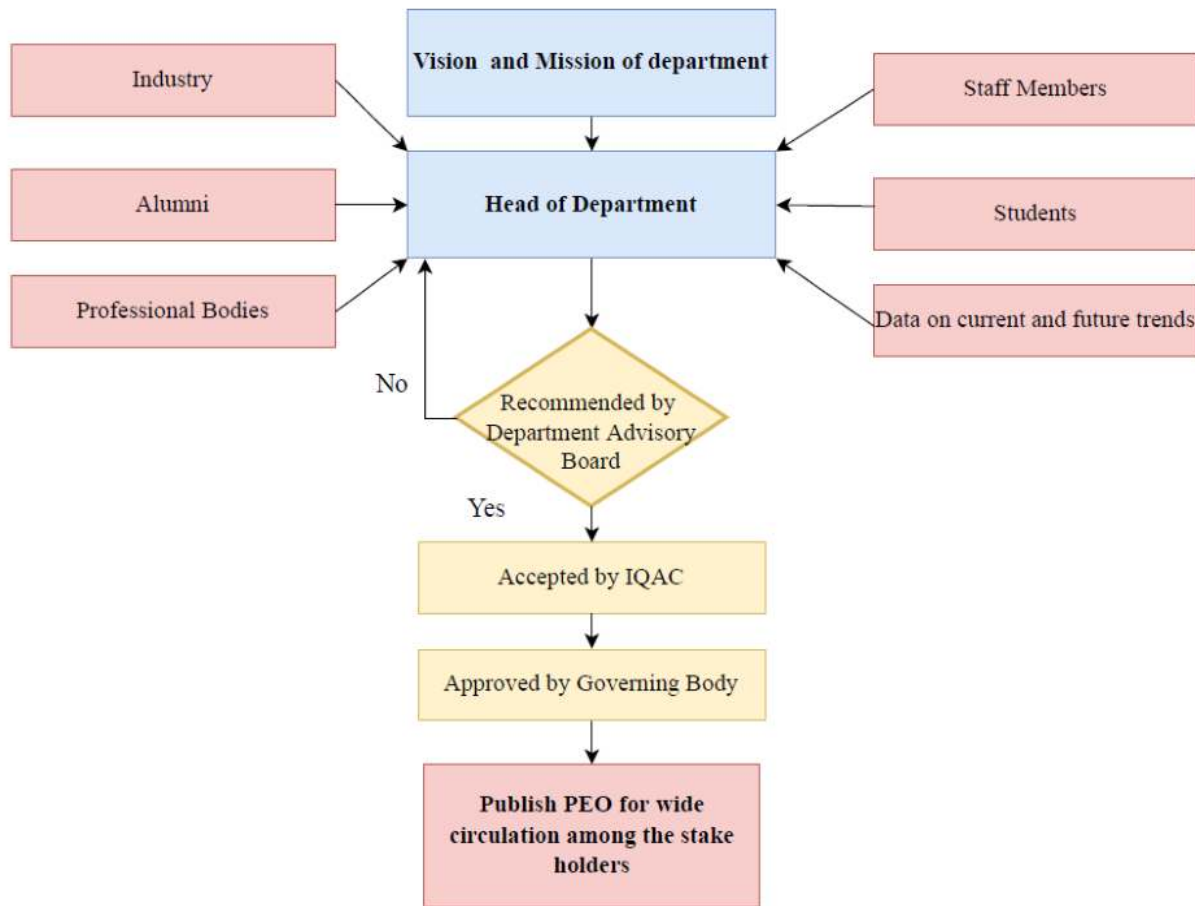 Vision and Mission of department
Industry
Staff Members
Alumni
Head of Department
Students
Professional Bodies
Data on current and future trends
No
Recommended by
Department Advisory
Board
Yes
Accepted by IQAC
Approved by Governing Body
Publish PEO for wide
circulation among the stake
holders